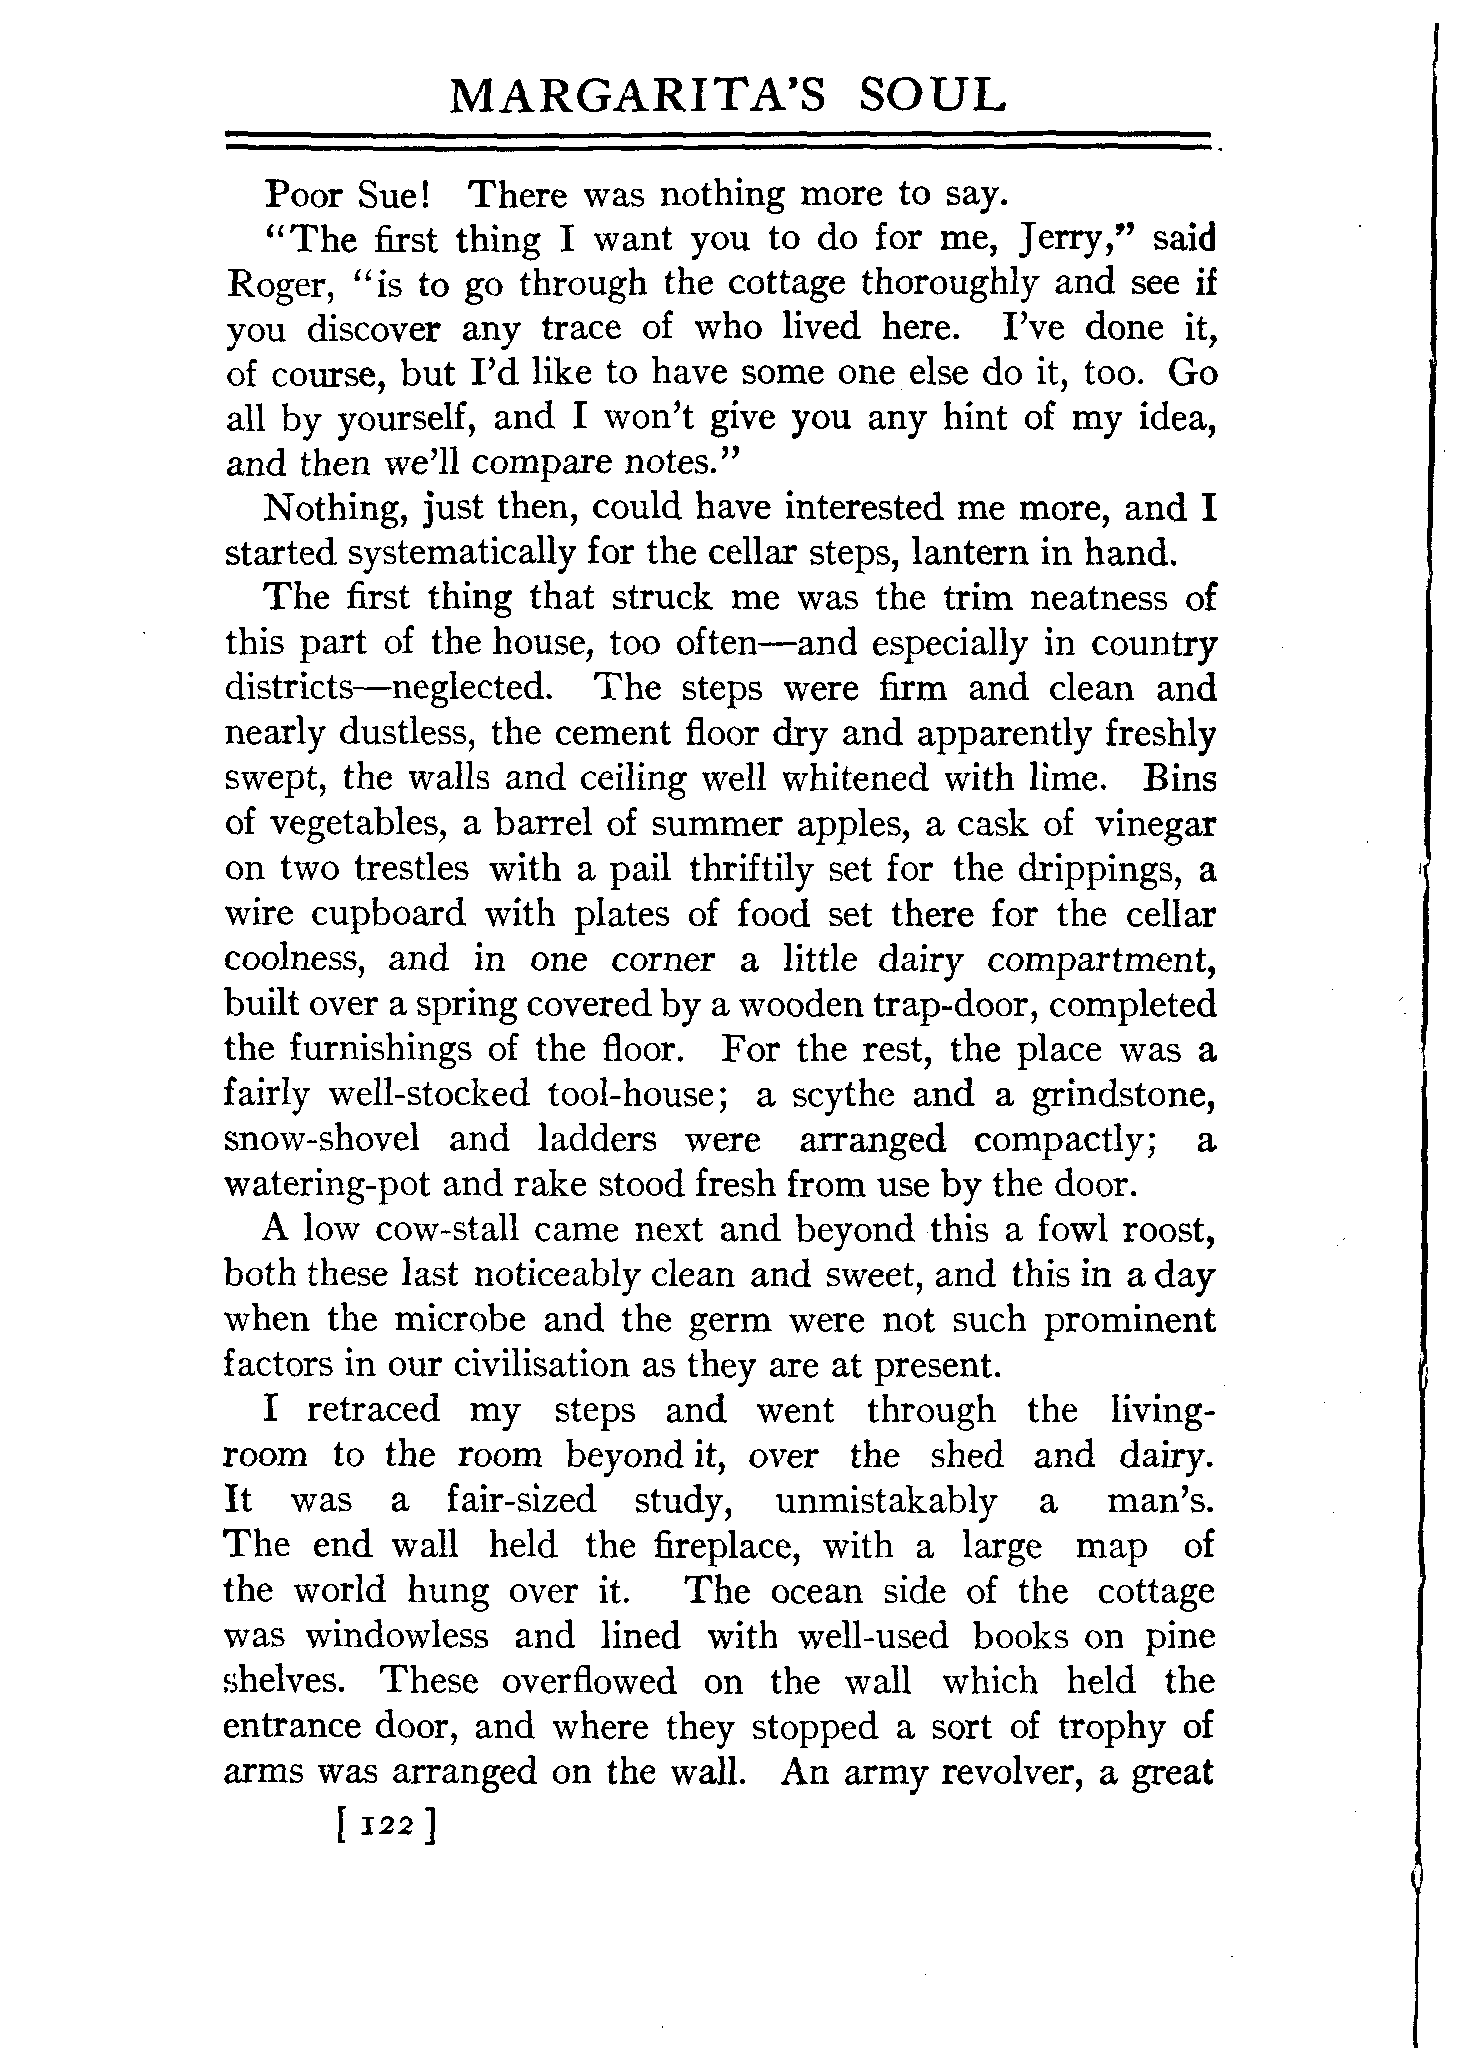 MARGARITA'S SOUL
Poor Sue! There was nothing more to say.
"The first thing I want you to do for me, Jerry," said
Roger, "is to go through the cottage thoroughly and see if
you discover any trace of who lived here. I've done it,
of course, but I'd like to have some one else do it, too. Go
all by yourself, and I won't give you any hint of my idea,
and then we'll compare notes."
Nothing, just then, could have interested me more, and I
started systematically for the cellar steps, lantern in hand.
The first thing that struck me was the trim neatness of
this part of the house, too often—and especially in country
districts—neglected. The steps were firm and clean and
nearly dustless, the cement floor dry and apparently freshly
swept, the walls and ceiling well whitened with lime. Bins
of vegetables, a barrel of summer apples, a cask of vinegar
on two trestles with a pail thriftily set for the drippings, a
wire cupboard with plates of food set there for the cellar
coolness, and in one corner a little dairy compartment,
built over a spring covered by a wooden trap-door, completed
the furnishings of the floor. For the rest, the place was a
fairly well-stocked tool-house; a scythe and a grindstone,
snow-shovel and ladders were arranged compactly; a
watering-pot and rake stood fresh from use by the door.
A low cow-stall came next and beyond this a fowl roost,
both these last noticeably clean and sweet, and this in a day
when the microbe and the germ were not such prominent
factors in our civilisation as they are at present.
I retraced my steps and went through the living-
room to the room beyond it, over the shed and dairy.
It was a fair-sized study, unmistakably a man's.
The end wall held the fireplace, with a large map of
the world hung over it. The ocean side of the cottage
was windowless and lined with well-used books on pine
shelves. These overflowed on the wall which held the
entrance door, and where they stopped a sort of trophy of
arms was arranged on the wall. An army revolver, a great
[ 122 ]